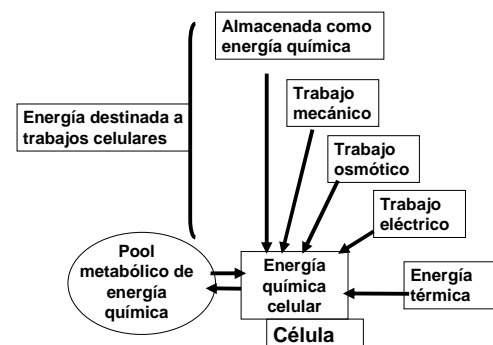 Almacenada como
energía química
Trabajo
mecánico
Energía destinada a
trabajos celulares
Trabajo
osmótico
Trabajo
eléctrico
Pool
metabólico de
energía
química
Energía
química
celular
Energía
térmica
Célula